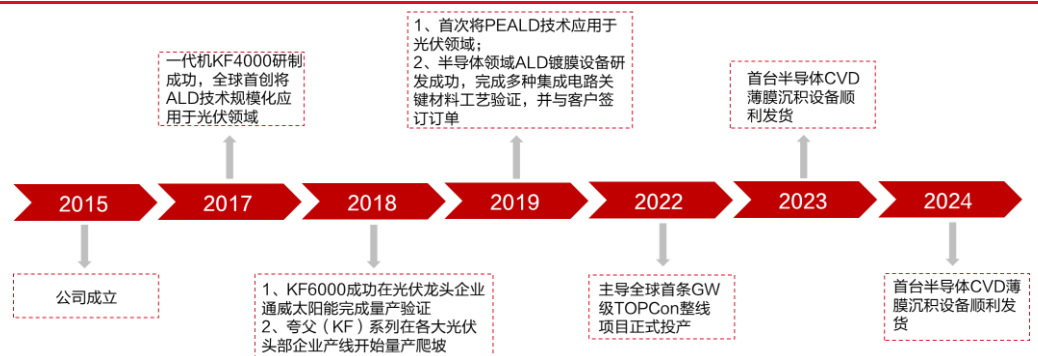 一代机KF4000研制
成功，全球首创将
ALD技术规模化应
用于光伏领域
1、首次将PEALD技术应用于
光伏领域；
2、半导体领域ALD镀膜设备研
发成功，完成多种集成电路关
键材料工艺验证，并与客户签
订订单
首台半导体CVD
薄膜沉积设备顺
利发货
2015
2017
2018
2019
2022
2023
2024
公司成立
1、KF6000成功在光伏龙头企业
通威太阳能完成量产验证
2、夸父（KF）系列在各大光伏
头部企业产线开始量产爬坡
主导全球首条GW
级TOPCon整线
项目正式投产
首台半导体CVD薄
膜沉积设备顺利发
货